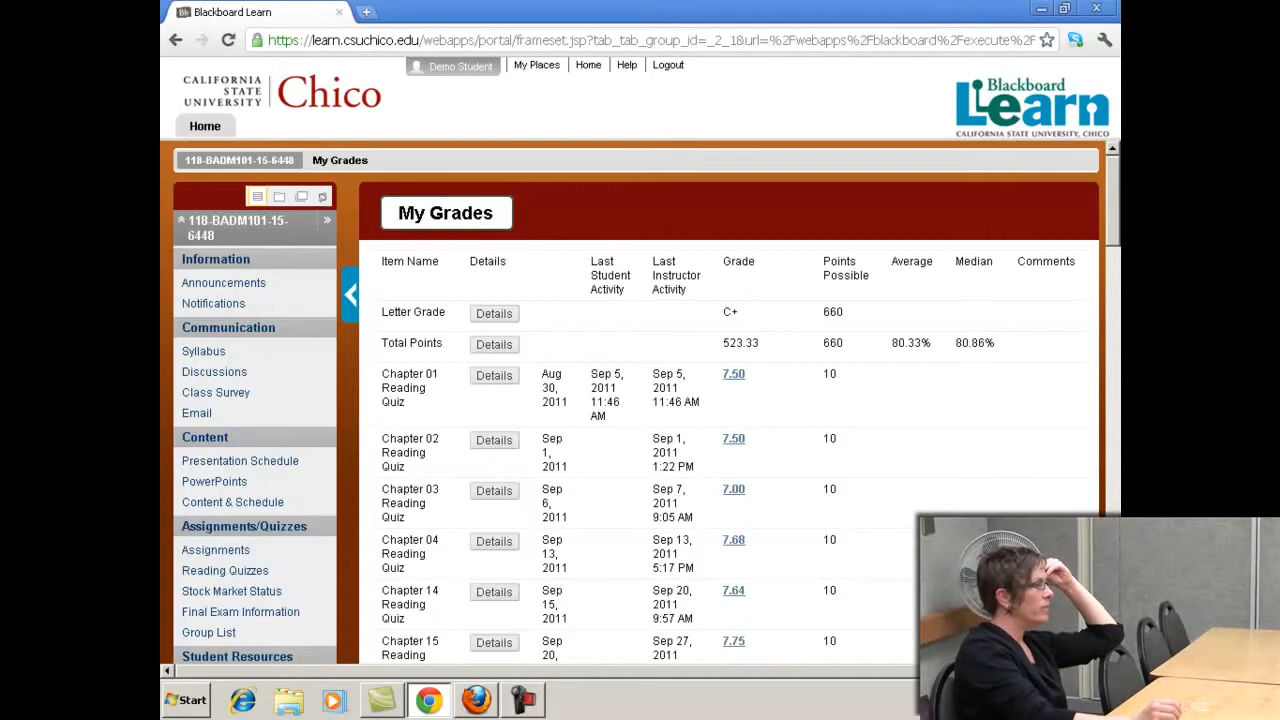 Blackboard Learn
https://learn.csuchico.edu/webapps/portal/frameset.jsp?tab_tab_group_id=_2_1&url=%2Fwebapps%2Fblackboard%2Fexecute%2F
Demo Student My Places Home Help Logout
CALIFORNIA
STATE
UNIVERSITY
Chico
Blackboard
Learn
CALIFORNIA STATE UNIVERSITY, CHICO
Home
118-BADM101-15-6448 My Grades
118-BADM101-15-
6448
Information
Announcements
Notifications
Communication
Syllabus
Discussions
Class Survey
Email
Content
Presentation Schedule
PowerPoints
Content & Schedule
Assignments/Quizzes
Assignments
Reading Quizzes
Stock Market Status
Final Exam Information
Group List
Student Resources
My Grades
Item Name Details Last Last Grade Points Average Median Comments
Student Instructor Possible
Activity Activity
Letter Grade Details C+ 660
Total Points Details 523.33 660 80.33% 80.86%
Chapter 01 Details Aug Sep 5, Sep 5, 7.50 10
Reading 30, 2011 2011
Quiz 2011 11:46 11:46 AM
AM
Chapter 02 Details Sep Sep 1, 7.50 10
Reading 1, 2011
Quiz 2011 1:22 PM
Chapter 03 Details Sep Sep 7, 7.00 10
Reading 6, 2011
Quiz 2011 9:05 AM
Chapter 04 Details Sep Sep 13, 7.68 10
Reading 13, 2011
Quiz 2011 5:17 PM
Chapter 14 Details Sep Sep 20, 7.64 10
Reading 15, 2011
Quiz 2011 9:57 AM
Chapter 15 Details Sep Sep 27, 7.75 10
Reading 20, 2011
Start